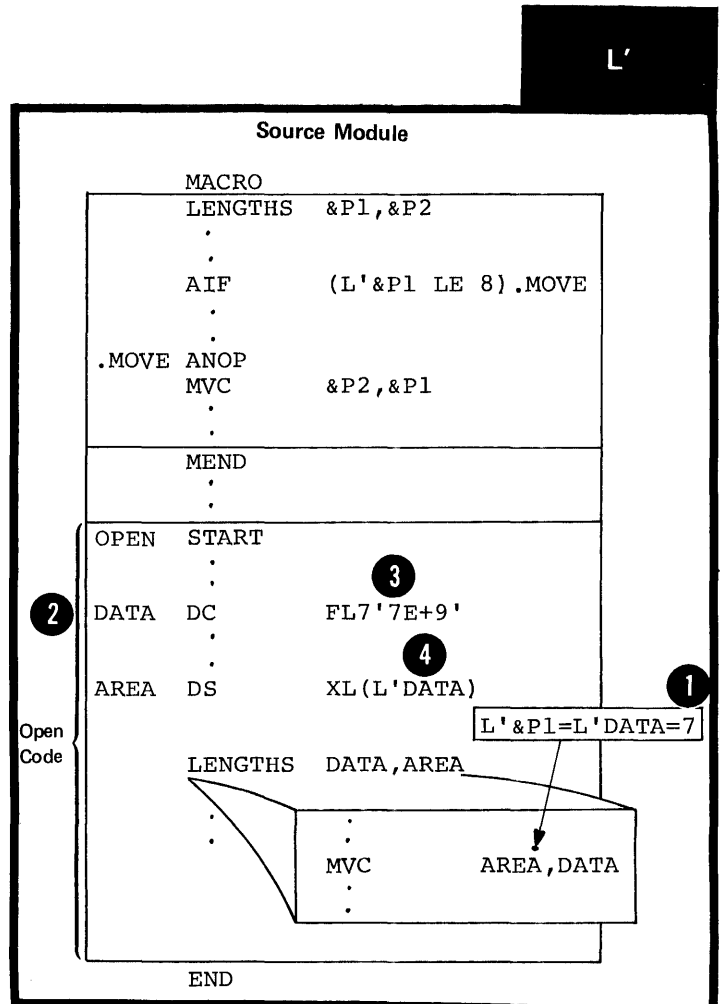 L′
Source Module
MACRO
LENGTHS &P1,&P2
.
.
AIF (L'&P1 LE 8).MOVE
.
.
.MOVE ANOP
MVC &P2,&P1
.
.
MEND
.
.
OPEN START
.
.
3
2 DATA DC FL7'7E+9'
.
.
4
AREA DS XL(L'DATA)
1
L'&P1=L'DATA=7
Open
Code
LENGTHS DATA,AREA
.
.
.
.
MVC AREA,DATA
.
.
END